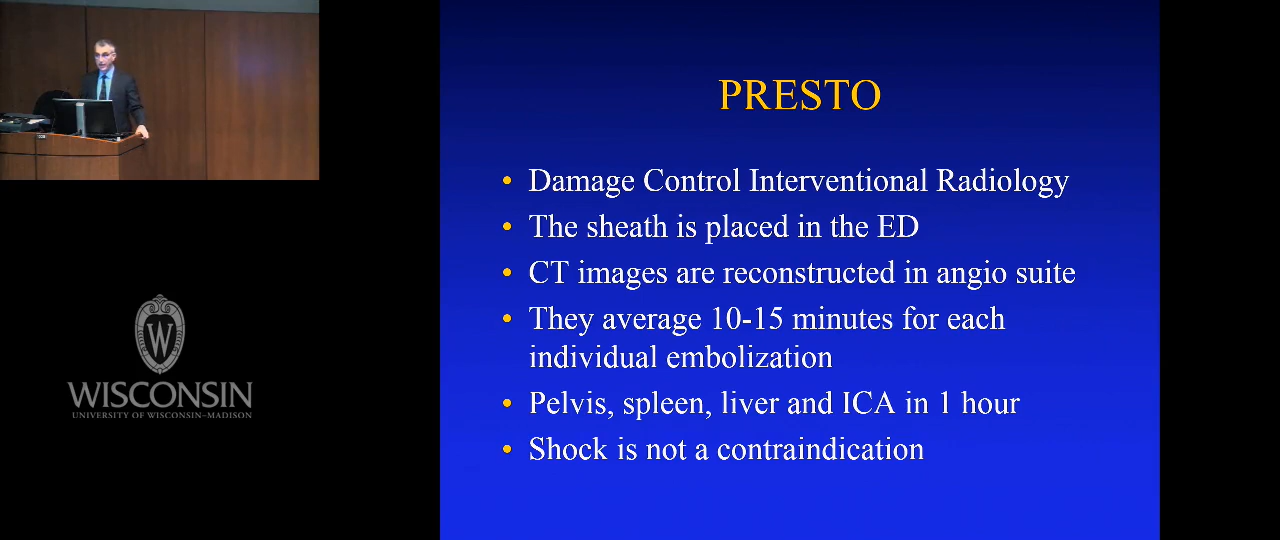 PRESTO
• Damage Control Interventional Radiology
• The sheath is placed in the ED
• CT images are reconstructed in angio suite
• They average 10-15 minutes for each
individual embolization
• Pelvis, spleen, liver and ICA in 1 hour
• Shock is not a contraindication
W
WISCONSIN
UNIVERSITY OF WISCONSIN–MADISON